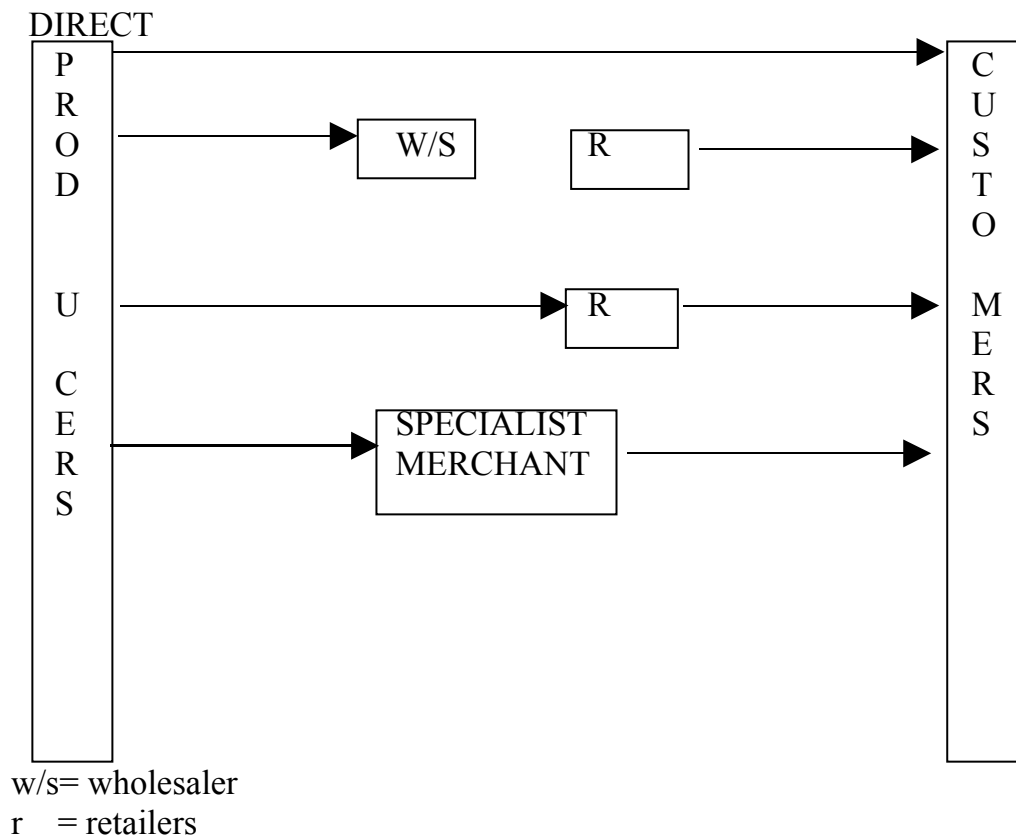 DIRECT
P
R
O
D
U
C E R S
W/S
R
R
SPECIALIST
MERCHANT
C
U
S
T
O
M
E
R
S
w/s= wholesaler
r = retailers